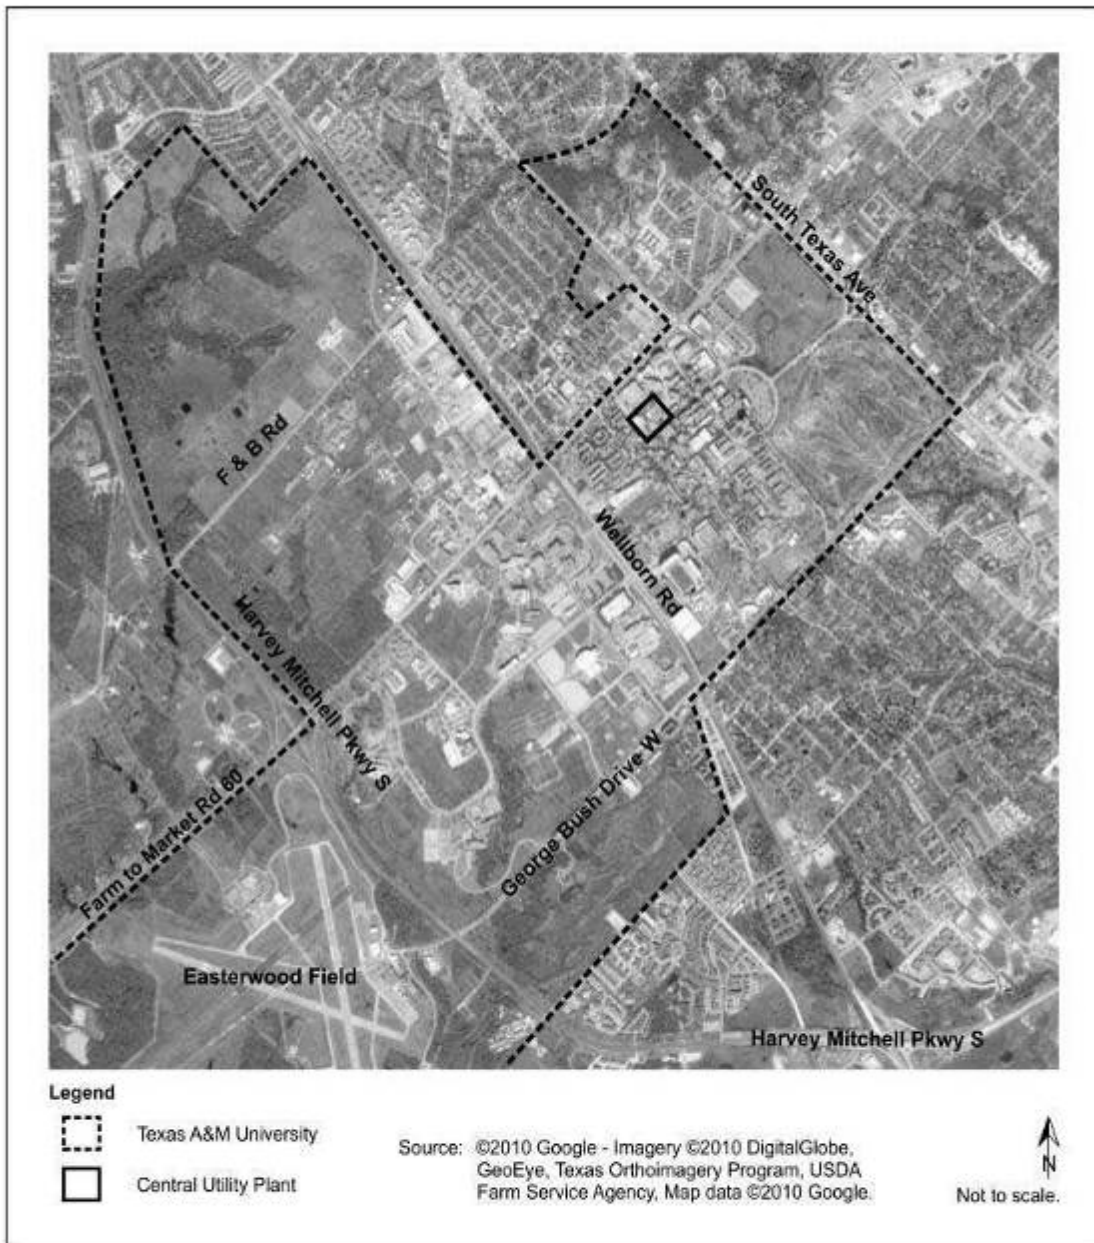 South Texas Ave
F & B Rd
Wellborn Rd
Harvey Mitchell Pkwy S
George Bush Drive W
Farm to Market Rd 60
Easterwood Field
Harvey Mitchell Pkwy S
Legend
Texas A&M University
Central Utility Plant
Source: ©2010 Google - Imagery ©2010 DigitalGlobe,
GeoEye, Texas Orthoimagery Program, USDA
Farm Service Agency, Map data ©2010 Google.
N
Not to scale.